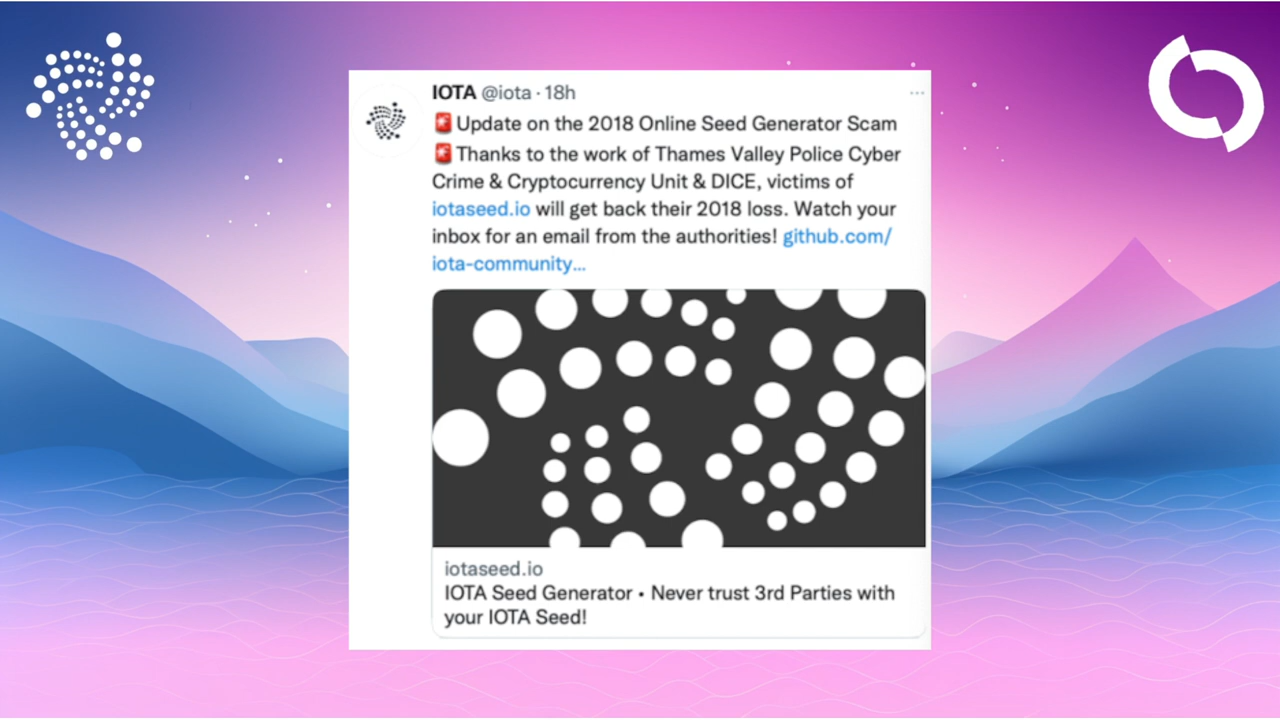 IOTA @iota · 18h
🚨Update on the 2018 Online Seed Generator Scam
🚨Thanks to the work of Thames Valley Police Cyber
Crime & Cryptocurrency Unit & DICE, victims of
iotaseed.io will get back their 2018 loss. Watch your
inbox for an email from the authorities! github.com/
iota-community...
iotaseed.io
IOTA Seed Generator • Never trust 3rd Parties with
your IOTA Seed!